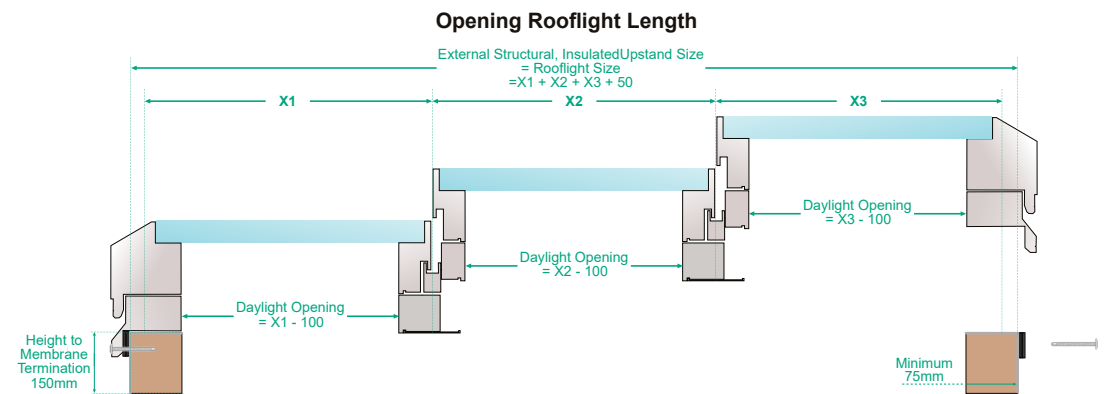 Opening Rooflight Length
External Structural, InsulatedUpstand Size
= Rooflight Size
=X1 + X2 + X3 + 50
X1
X2
X3
Daylight Opening
= X3 - 100
Daylight Opening
= X2 - 100
Daylight Opening
= X1 - 100
Height to
Membrane
Termination
150mm
Minimum
75mm